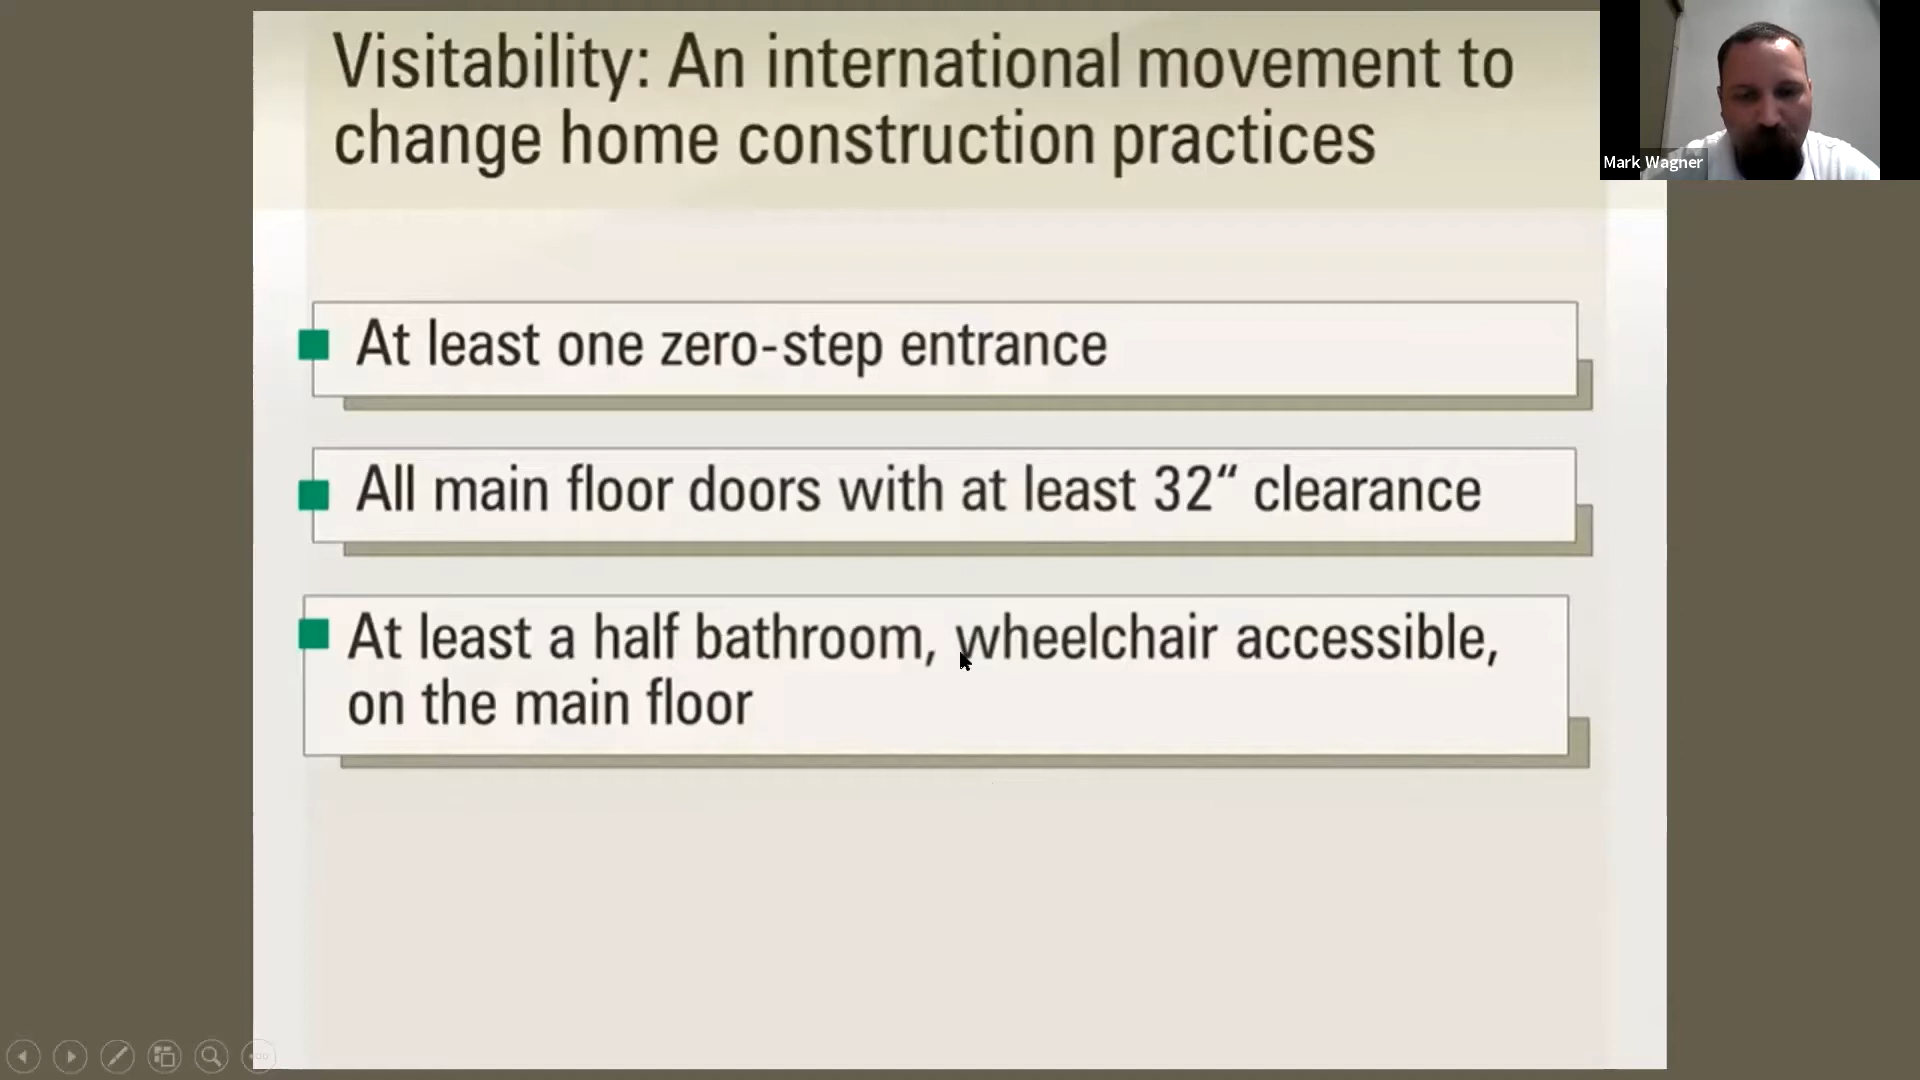 Visitability: An international movement to
change home construction practices
Mark Wagner
At least one zero-step entrance
All main floor doors with at least 32“ clearance
At least a half bathroom, wheelchair accessible,
on the main floor